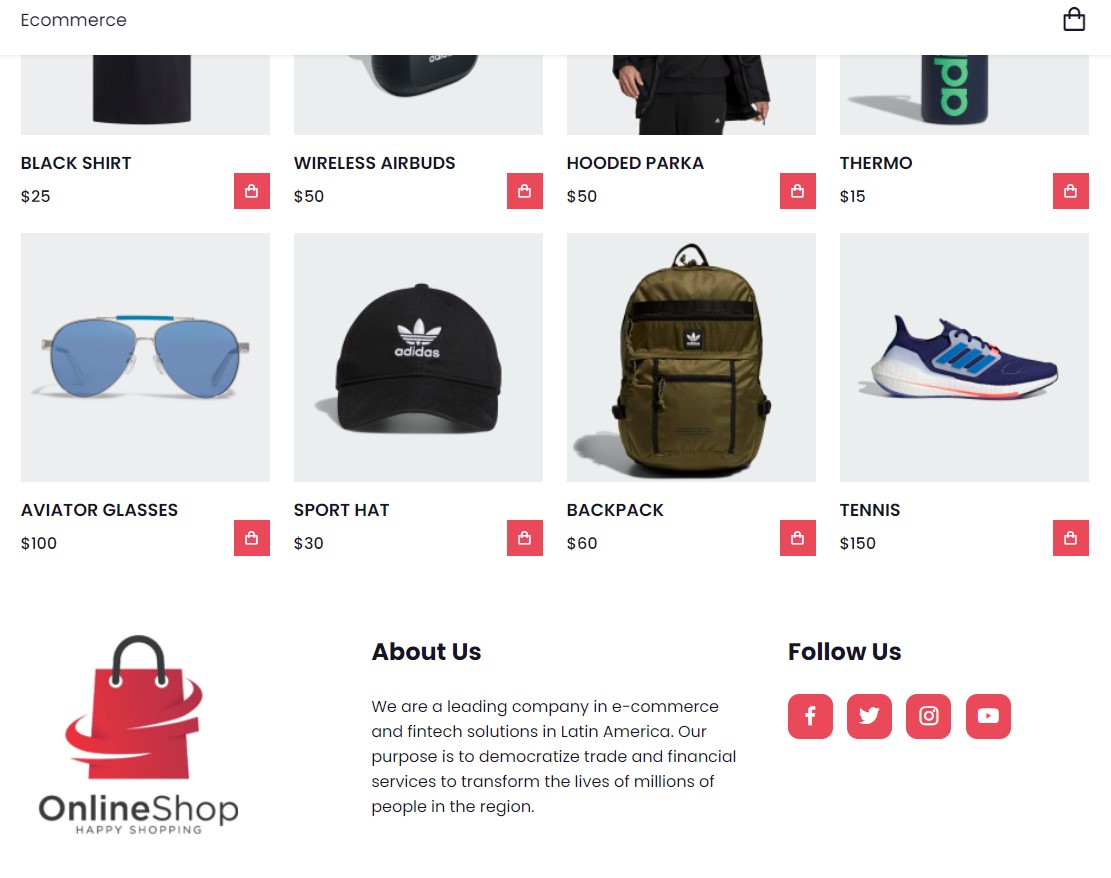 Ecommerce
adidas
adi
BLACK SHIRT
WIRELESS AIRBUDS
HOODED PARKA
THERMO
$25
$50
$50
$15
adidas
AVIATOR GLASSES
SPORT HAT
BACKPACK
TENNIS
$100
$30
$60
$150
About Us
Follow Us
We are a leading company in e-commerce
and fintech solutions in Latin America. Our
purpose is to democratize trade and financial
services to transform the lives of millions of
people in the region.
OnlineShop
HAPPY SHOPPING